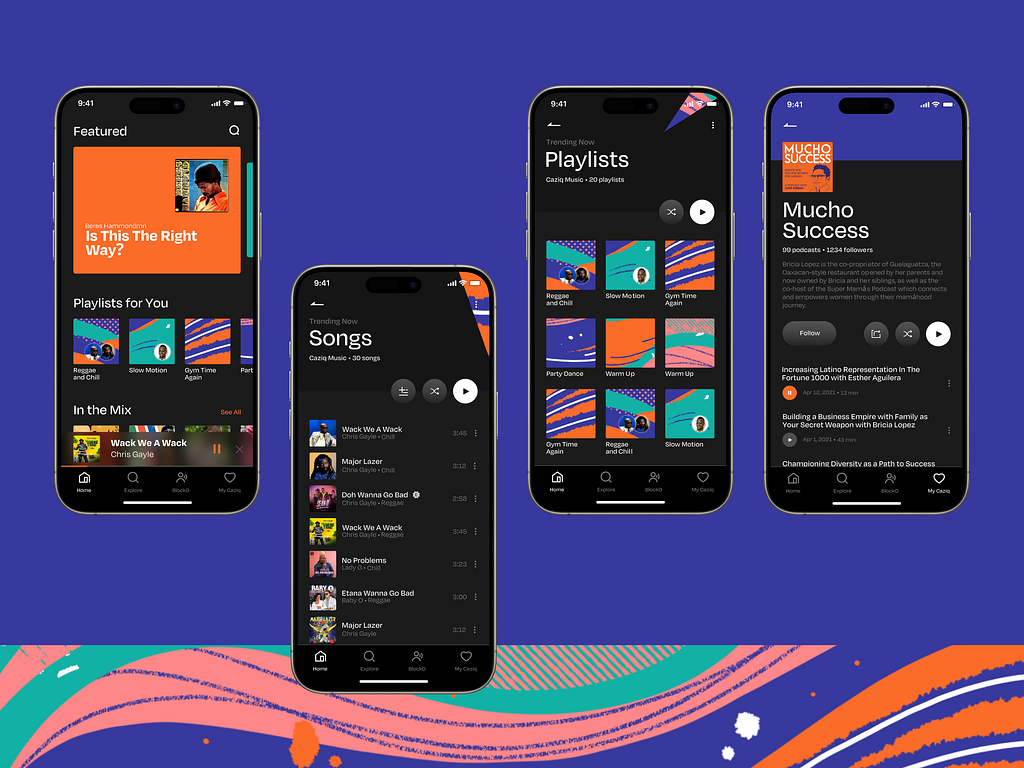 9:41
Featured
Beres Hammondmn
Is This The Right
Way?
Playlists for You
Reggae
and Chill
Slow Motion
Gym Time
Again
Part
In the Mix
See All
Wack We A Wack
Chris Gayle
Home
Explore
BlockO
My Caziq
9:41
Trending Now
Songs
Caziq Music • 30 songs
Wack We A Wack
Chris Gayle • Chill
3:45
Major Lazer
Chris Gayle • Chill
3:12
Doh Wanna Go Bad
Chris Gayle • Reggae
2:58
Wack We A Wack
Chris Gayle • Reggae
3:45
No Problems
Lady G • Chill
3:23
BABY O
Etana Wanna Go Bad
Baby O • Reggae
3:00
Major Lazer
Chris Gayle
3:12
Home
Explore
BlockO
My Caziq
9:41
Trending Now
Playlists
Caziq Music • 20 playlists
Reggae
and Chill
Slow Motion
Gym Time
Again
Party Dance
Warm Up
Warm Up
Gym Time
Again
Reggae
and Chill
Slow Motion
Home
Explore
BlockO
My Caziq
9:41
MUCHO
SUCCESS
Mucho
Success
99 podcasts • 1234 followers
Bricia Lopez is the co-proprietor of Guelaguetza, the
Oaxacan-style restaurant opened by her parents and
now owned by Bricia and her siblings, as well as the
co-host of the Super Mamás Podcast which connects
and empowers women through their mamáhood
journey.
Follow
Increasing Latino Representation In The
Fortune 1000 with Esther Aguilera
Apr 12, 2021 • 13 min
Building a Business Empire with Family as
Your Secret Weapon with Bricia Lopez
Apr 1, 2021 • 43 min
Championing Diversity as a Path to Success
Home
Explore
BlockO
My Caziq